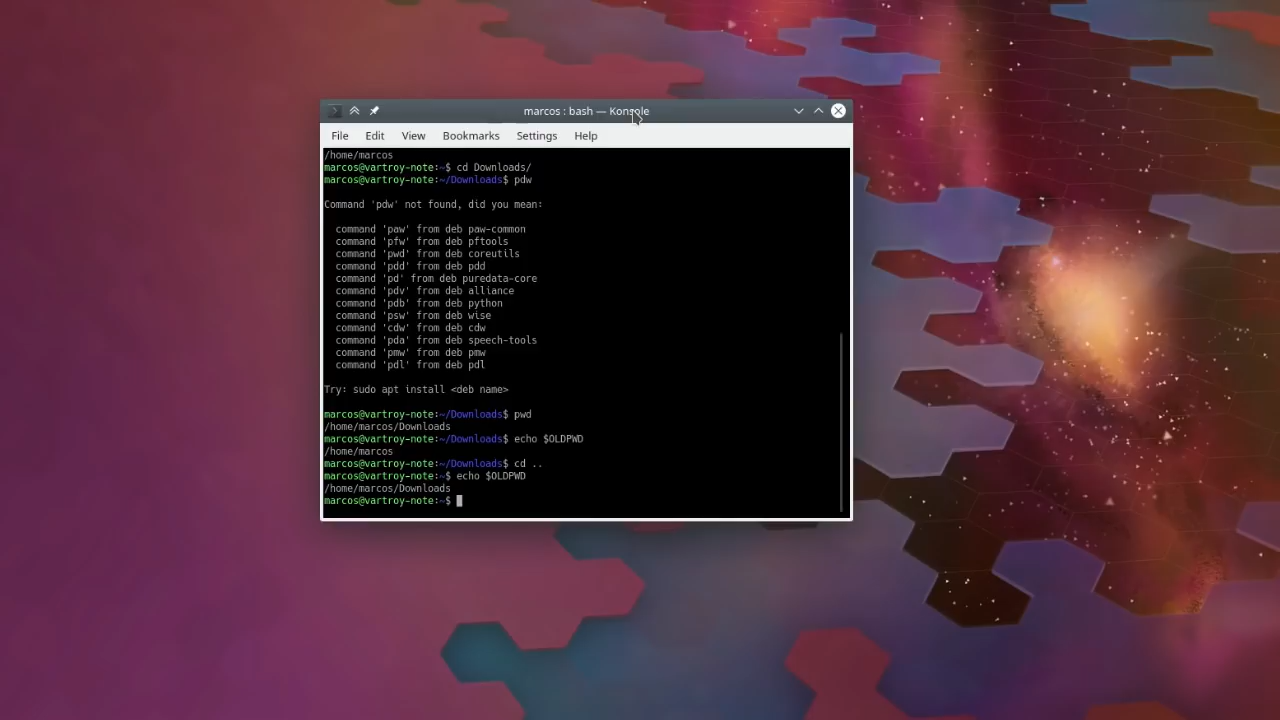 marcos : bash — Konsole
File Edit View Bookmarks Settings Help
/home/marcos
marcos@vartroy-note:~$ cd Downloads/
marcos@vartroy-note:~/Downloads$ pdw
Command 'pdw' not found, did you mean:
command 'paw' from deb paw-common
command 'pfw' from deb pftools
command 'pwd' from deb coreutils
command 'pdd' from deb pdd
command 'pd' from deb puredata-core
command 'pdv' from deb alliance
command 'pdb' from deb python
command 'psw' from deb wise
command 'cdw' from deb cdw
command 'pda' from deb speech-tools
command 'pmw' from deb pmw
command 'pdl' from deb pdl
Try: sudo apt install <deb name>
marcos@vartroy-note:~/Downloads$ pwd
/home/marcos/Downloads
marcos@vartroy-note:~/Downloads$ echo $OLDPWD
/home/marcos
marcos@vartroy-note:~/Downloads$ cd ..
marcos@vartroy-note:~$ echo $OLDPWD
/home/marcos/Downloads
marcos@vartroy-note:~$